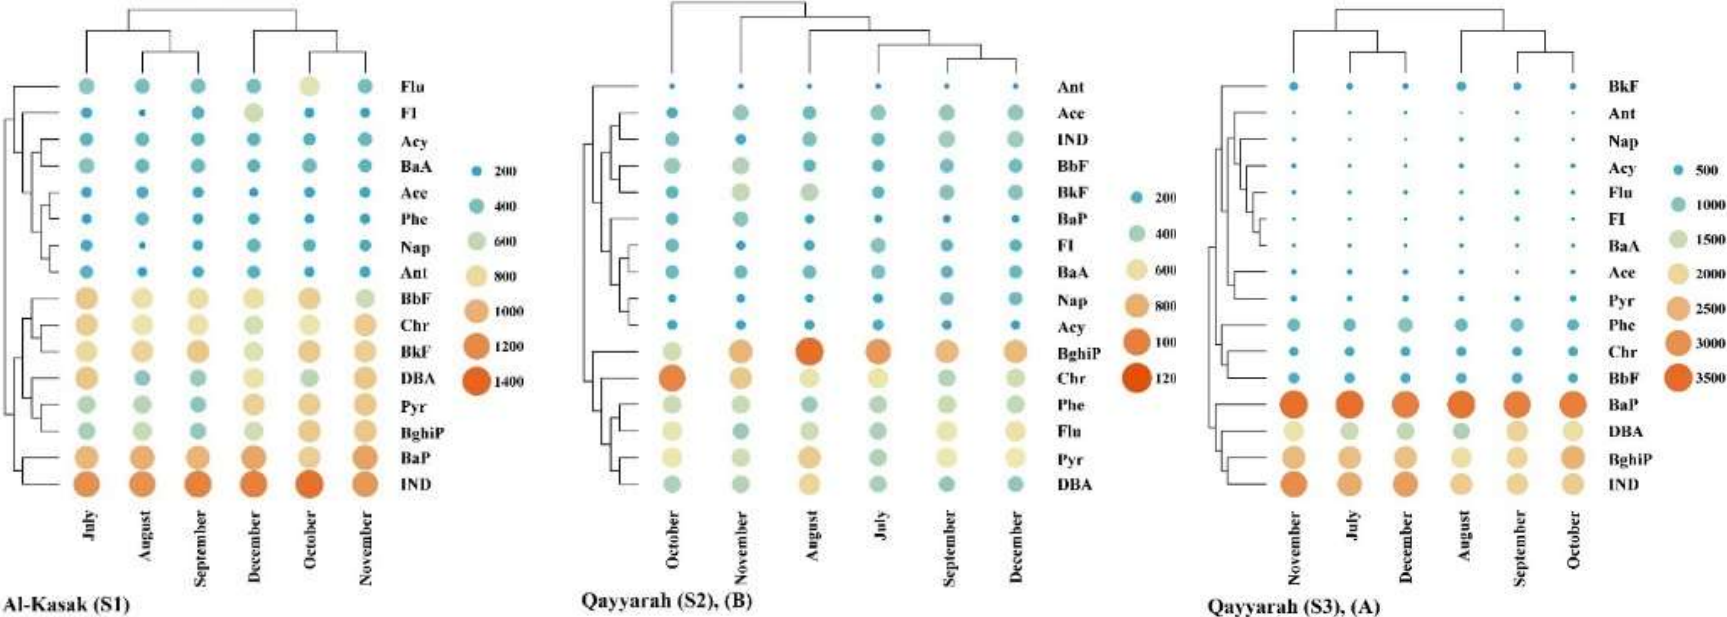 Flu
FI
Acy
BaA
Ace
Phe
Nap
Ant
BbF
Chr
BkF
DBA
Pyr
BghiP
BaP
IND
200
400
600
800
1000
1200
1400
July
August
September
December
October
November
Al-Kasak (S1)
Ant
Ace
IND
BbF
BkF
BaP
FI
BaA
Nap
Acy
BghiP
Chr
Phe
Flu
Pyr
DBA
200
400
600
800
100
120
October
November
August
July
September
December
Qayyarah (S2), (B)
BkF
Ant
Nap
Acy
Flu
FI
BaA
Ace
Pyr
Phe
Chr
BbF
BaP
DBA
BghiP
IND
500
1000
1500
2000
2500
3000
3500
November
July
December
August
September
October
Qayyarah (S3), (A)